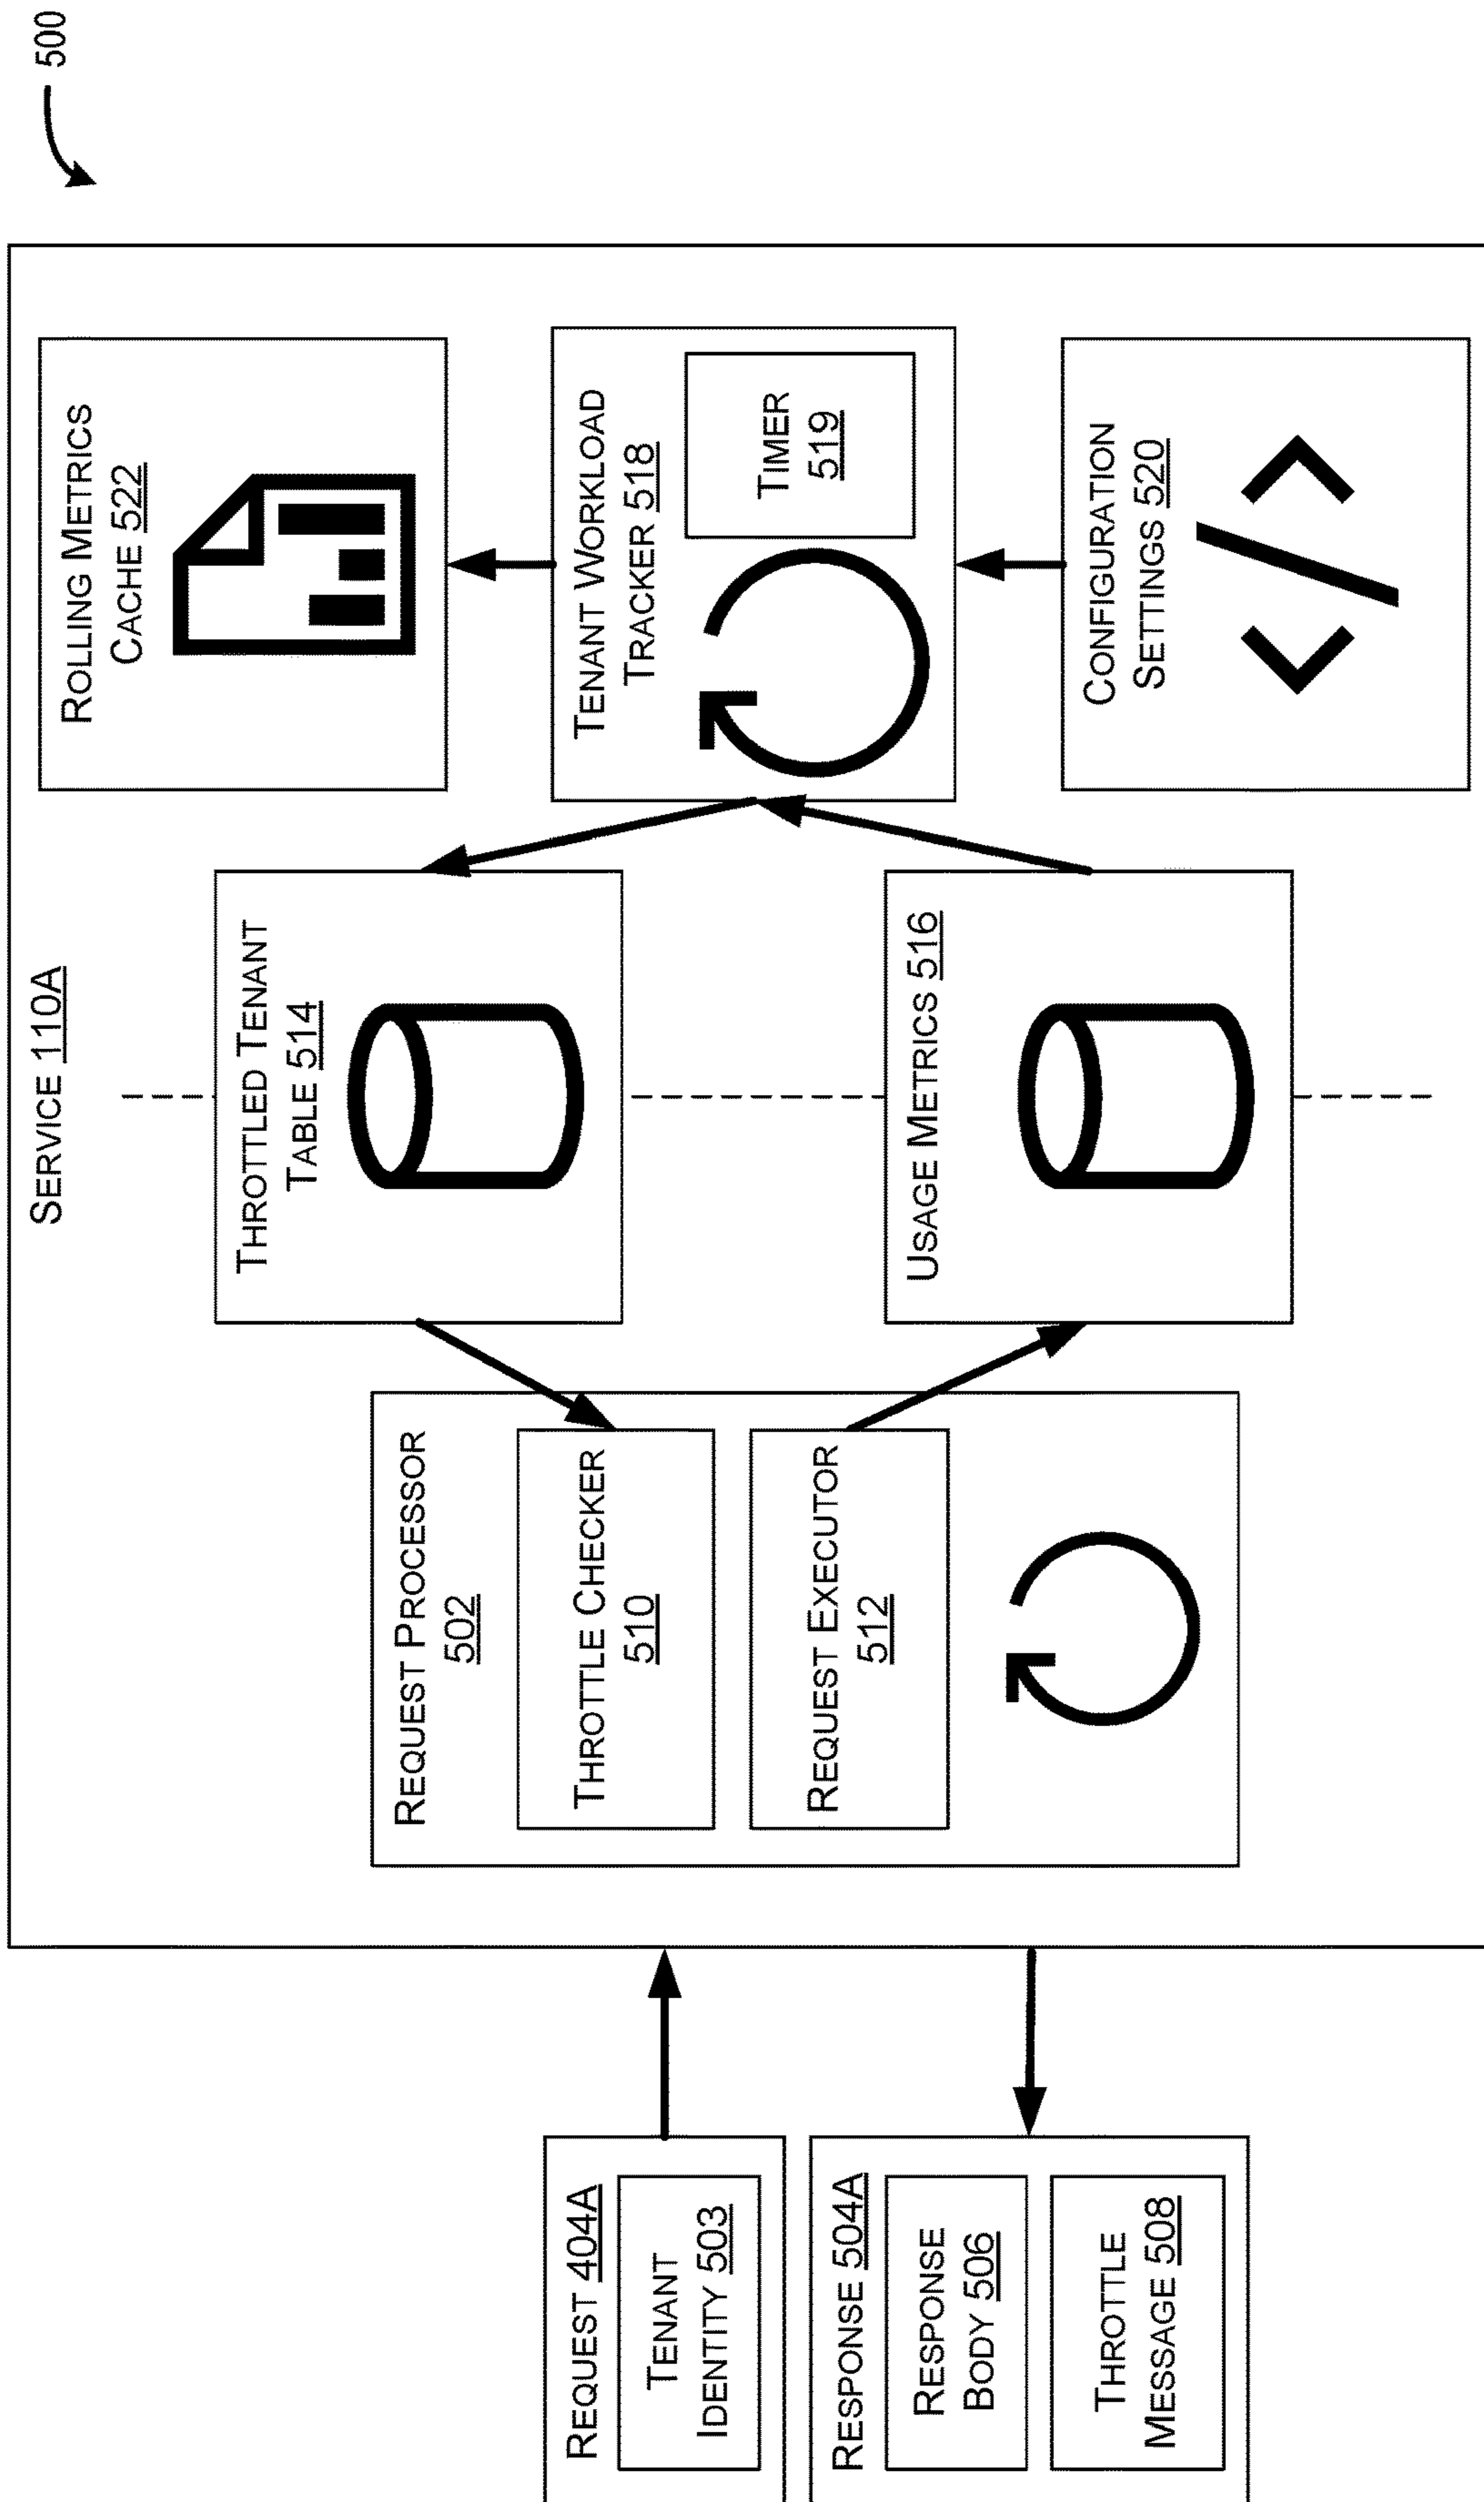 500
SERVICE 110A
REQUEST 404A
TENANT
IDENTITY 503
RESPONSE 504A
RESPONSE
BODY 506
THROTTLE
MESSAGE 508
REQUEST PROCESSOR
502
THROTTLE CHECKER
510
REQUEST EXECUTOR
512
THROTTLED TENANT
TABLE 514
USAGE METRICS 516
ROLLING METRICS
CACHE 522
TENANT WORKLOAD
TRACKER 518
TIMER
519
CONFIGURATION
SETTINGS 520